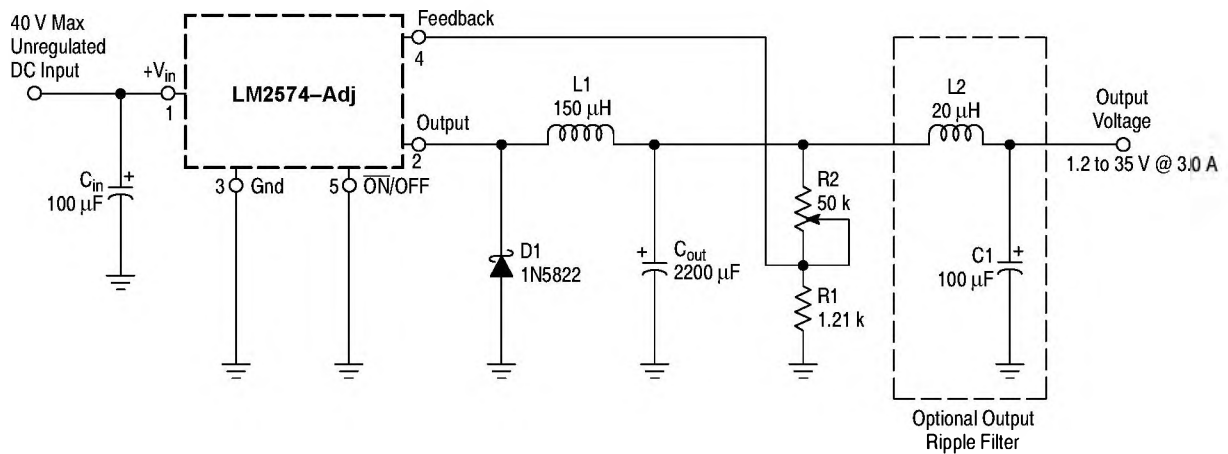 40 V Max
Unregulated
DC Input
+Vin
1
LM2574–Adj
Feedback
4
Output
2
3 Gnd
5 ON/OFF
Cin
100 µF
+
L1
150 µH
D1
1N5822
+
Cout
2200 µF
R2
50 k
R1
1.21 k
L2
20 µH
C1
100 µF
+
Output
Voltage
1.2 to 35 V @ 3.0 A
Optional Output
Ripple Filter